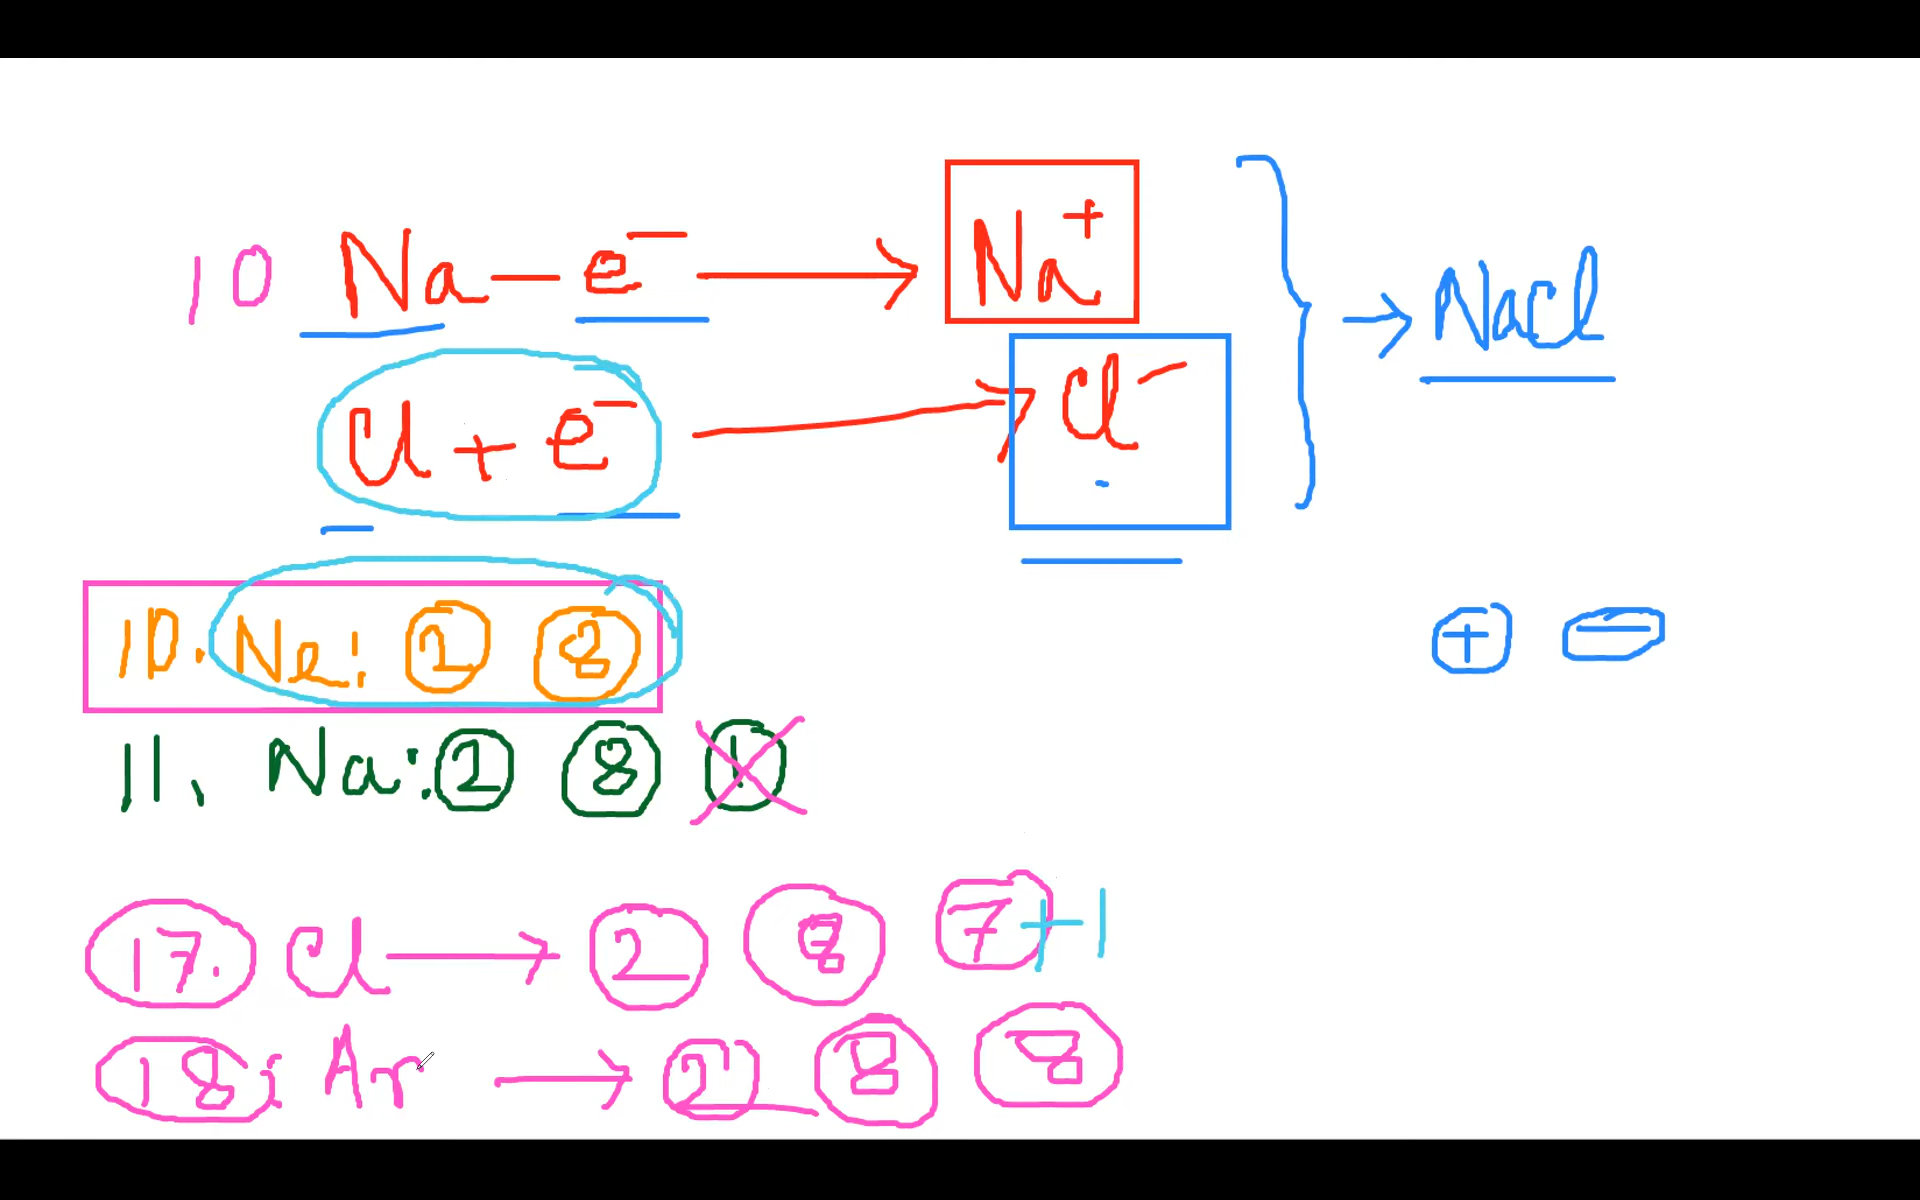 10 Na - e⁻ → Na⁺
Cl + e⁻ → Cl⁻
} → NaCl
10. Ne: 2 8
+ -
11. Na: 2 8 1
17. Cl → 2 8 7 + 1
18: Ar → 2 8 8